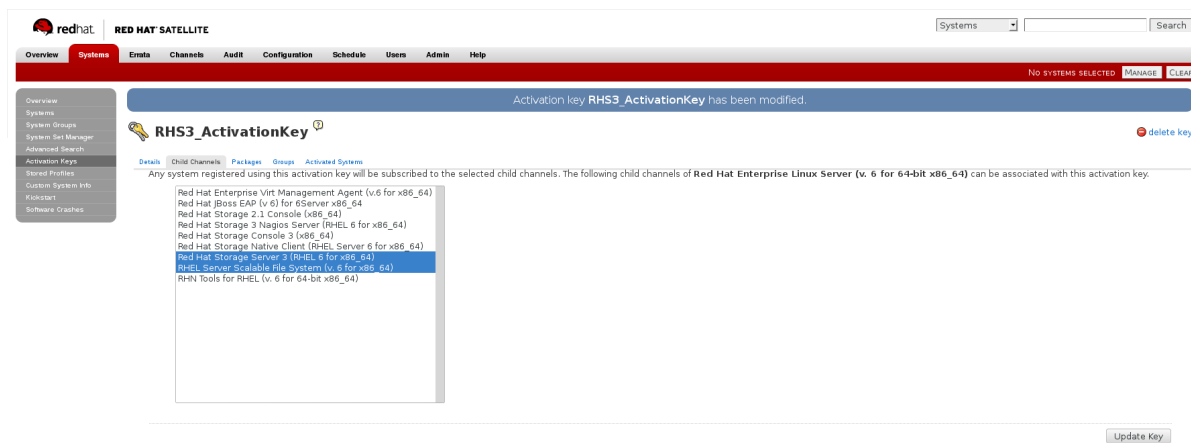 redhat. RED HAT SATELLITE Systems Search
Overview Systems Errata Channels Audit Configuration Schedule Users Admin Help
NO SYSTEMS SELECTED MANAGE CLEAR
Overview
Systems
System Groups
System Set Manager
Advanced Search
Activation Keys
Stored Profiles
Custom System Info
Kickstart
Software Crashes
Activation key RHS3_ActivationKey has been modified.
RHS3_ActivationKey ? delete key
Details Child Channels Packages Groups Activated Systems
Any system registered using this activation key will be subscribed to the selected child channels. The following child channels of Red Hat Enterprise Linux Server (v. 6 for 64-bit x86_64) can be associated with this activation key.
Red Hat Enterprise Virt Management Agent (v.6 for x86_64)
Red Hat JBoss EAP (v 6) for 6Server x86_64
Red Hat Storage 2.1 Console (x86_64)
Red Hat Storage 3 Nagios Server (RHEL 6 for x86_64)
Red Hat Storage Console 3 (x86_64)
Red Hat Storage Native Client (RHEL Server 6 for x86_64)
Red Hat Storage Server 3 (RHEL 6 for x86_64)
RHEL Server Scalable File System (v. 6 for x86_64)
RHN Tools for RHEL (v. 6 for 64-bit x86_64)
Update Key